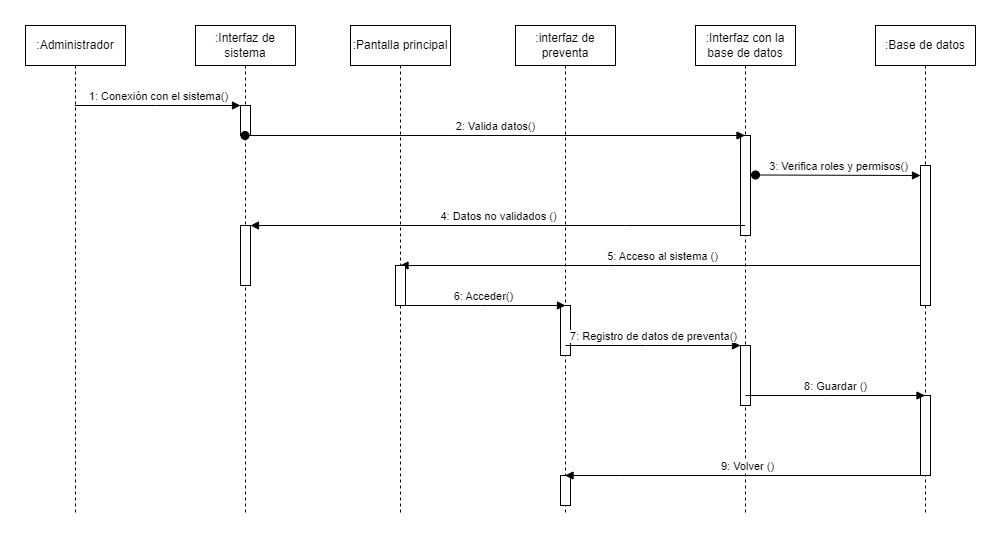 :Administrador
:Interfaz de
sistema
:Pantalla principal
:interfaz de
preventa
:Interfaz con la
base de datos
:Base de datos
1: Conexión con el sistema()
2: Valida datos()
3: Verifica roles y permisos()
4: Datos no validados ()
5: Acceso al sistema ()
6: Acceder()
7: Registro de datos de preventa()
8: Guardar ()
9: Volver ()